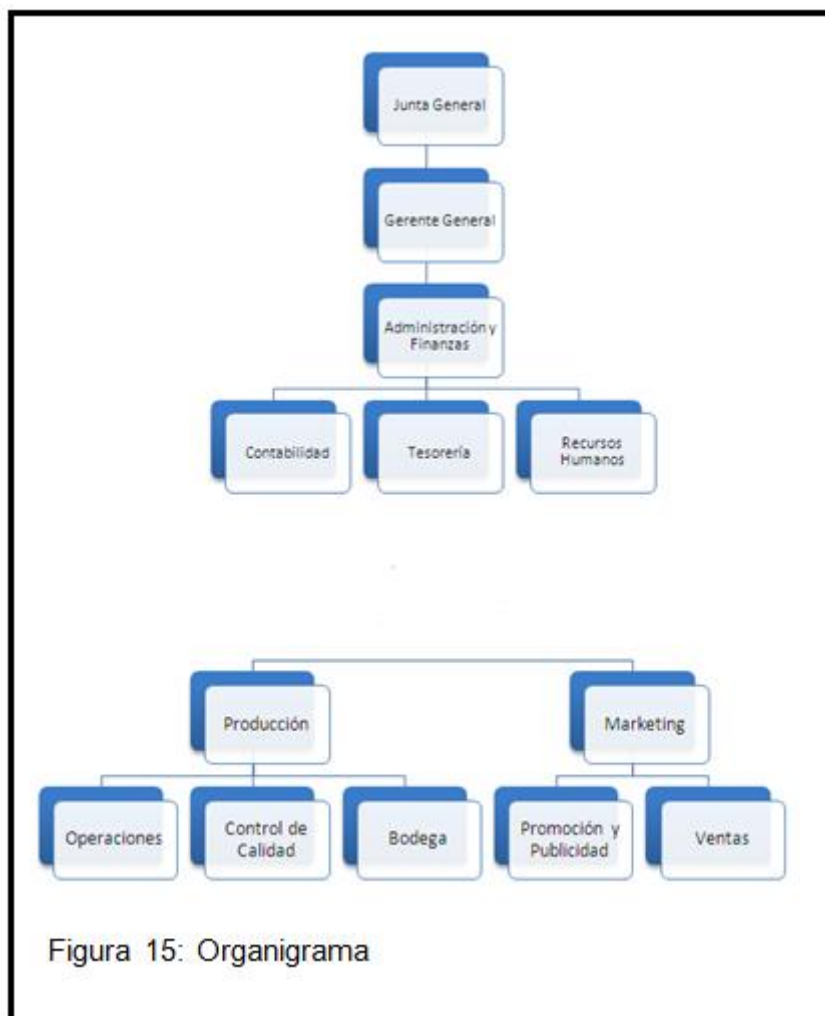 Junta General
Gerente General
Administración y
Finanzas
Contabilidad
Tesorería
Recursos
Humanos
Producción
Marketing
Operaciones
Control de
Calidad
Bodega
Promoción y
Publicidad
Ventas
Figura 15: Organigrama